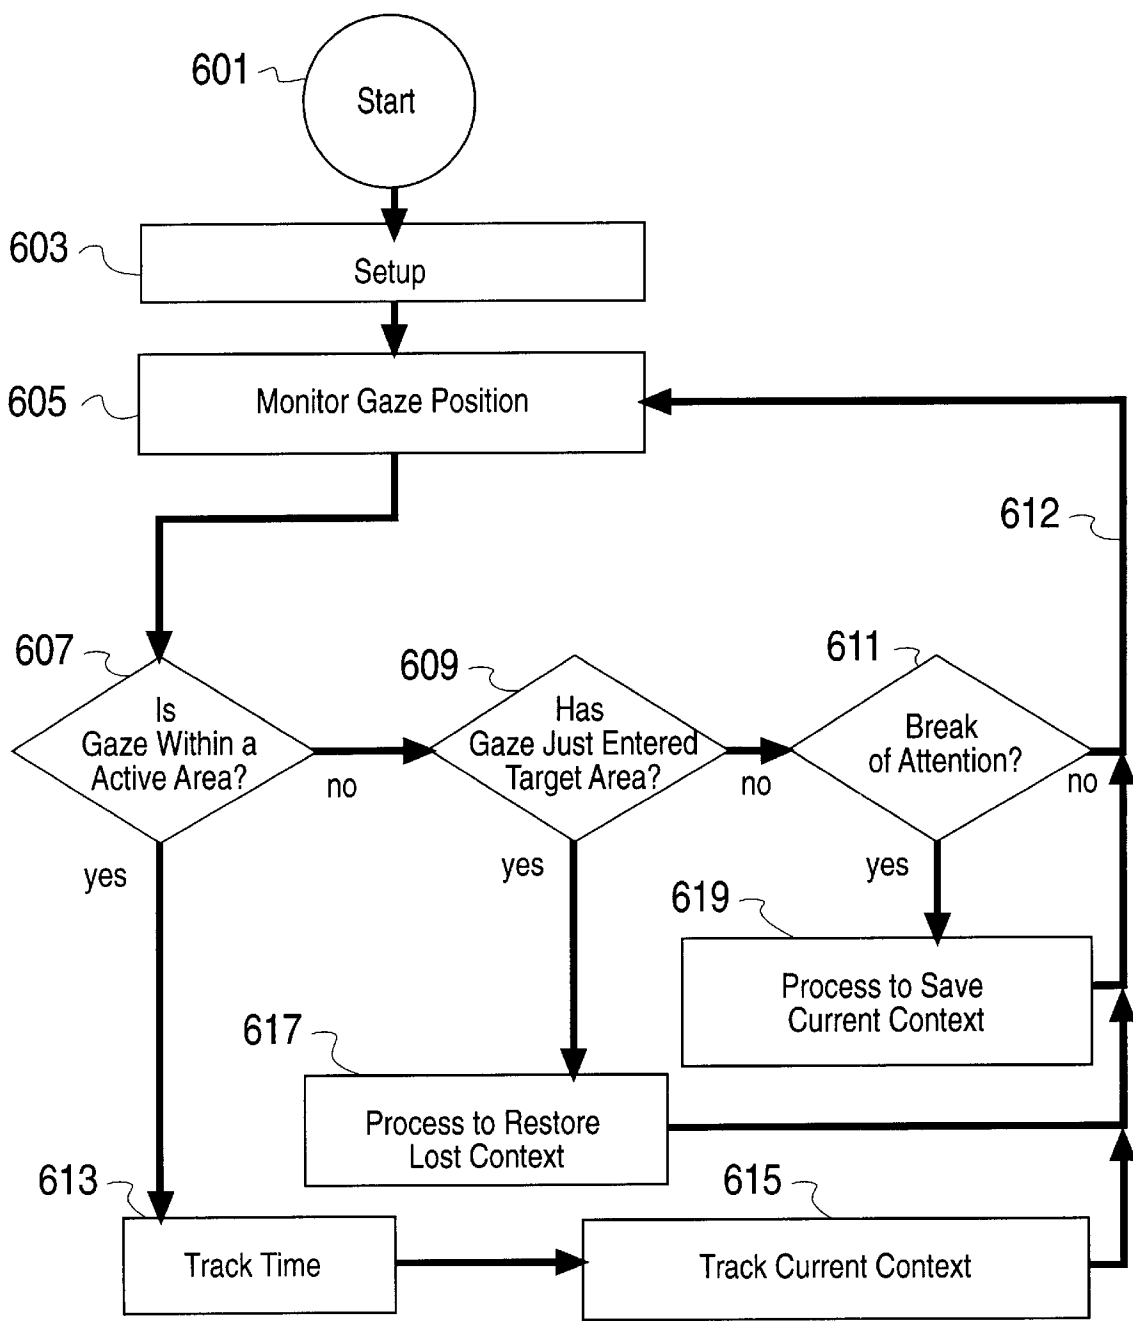 601
Start
603
Setup
605
Monitor Gaze Position
612
607
Is
Gaze Within a
Active Area?
no
yes
609
Has
Gaze Just Entered
Target Area?
no
yes
611
Break
of Attention?
no
yes
619
Process to Save
Current Context
617
Process to Restore
Lost Context
613
Track Time
615
Track Current Context